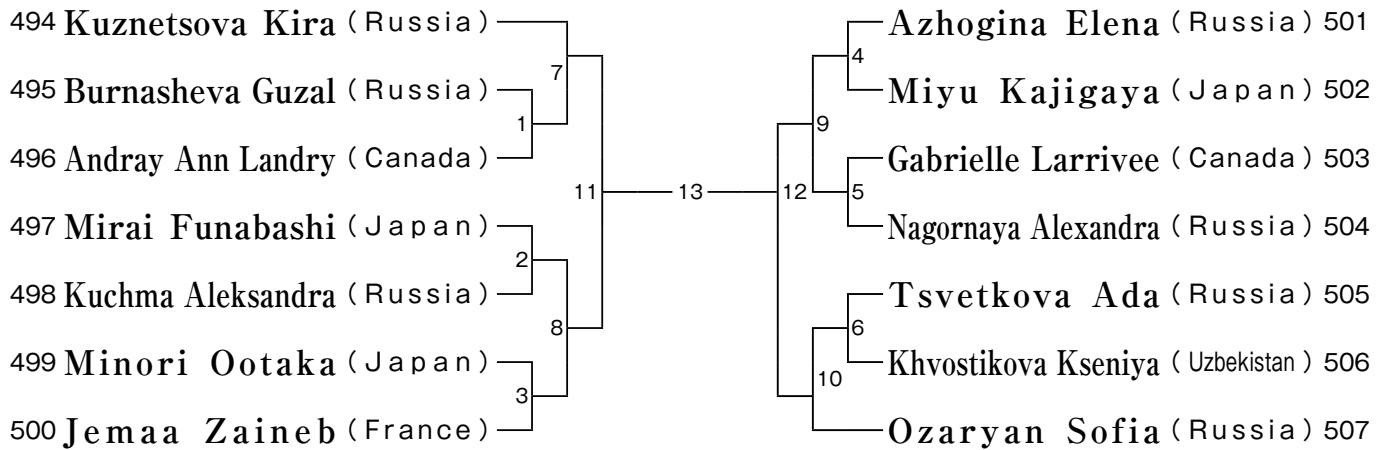 494 Kuznetsova Kira (Russia)
495 Burnasheva Guzal (Russia)
496 Andray Ann Landry (Canada)
497 Mirai Funabashi (Japan)
498 Kuchma Aleksandra (Russia)
499 Minori Ootaka (Japan)
500 Jemaa Zaineb (France)
1
2
3
7
8
11
13
12
9
10
4
5
6
Azhogina Elena (Russia) 501
Miyu Kajigaya (Japan) 502
Gabrielle Larrivee (Canada) 503
Nagornaya Alexandra (Russia) 504
Tsvetkova Ada (Russia) 505
Khvostikova Kseniya (Uzbekistan) 506
Ozaryan Sofia (Russia) 507